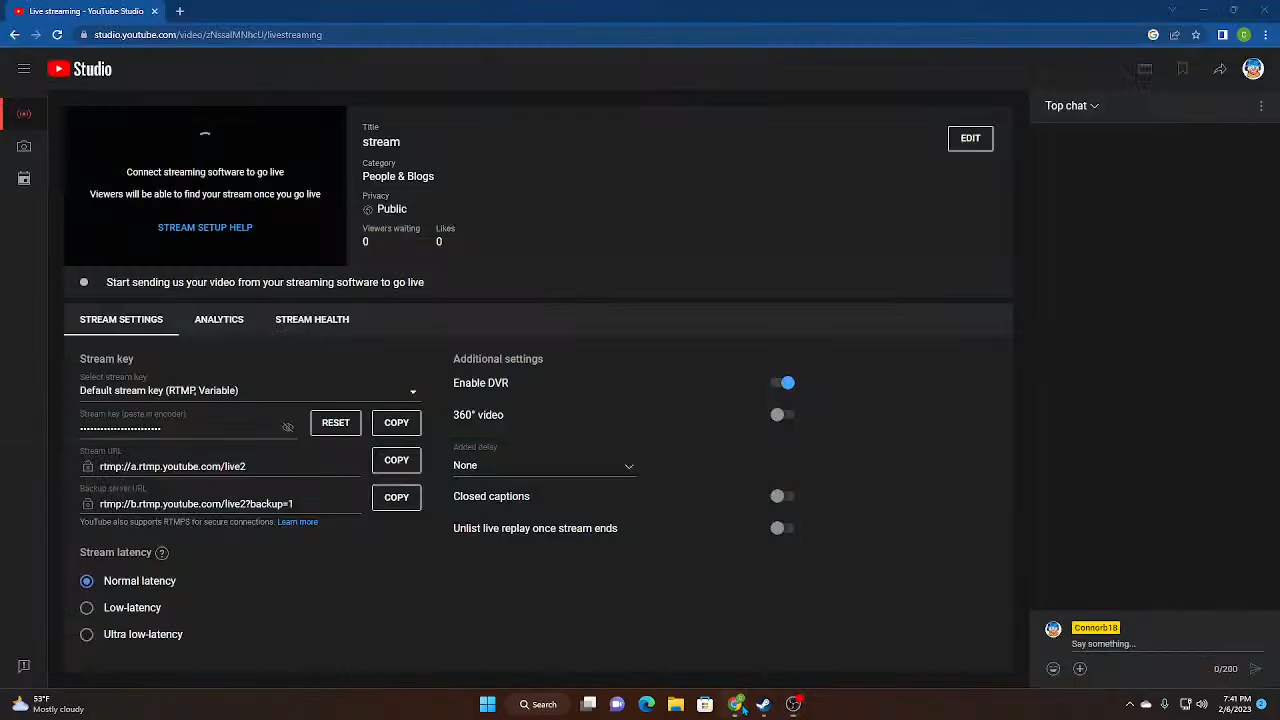 Live streaming - YouTube Studio
studio.youtube.com/video/zNssalMNhcU/livestreaming
Studio
Top chat
Connect streaming software to go live
Viewers will be able to find your stream once you go live
STREAM SETUP HELP
Title
stream
Category
People & Blogs
Privacy
Public
Viewers waiting Likes
0 0
EDIT
Start sending us your video from your streaming software to go live
STREAM SETTINGS ANALYTICS STREAM HEALTH
Stream key
Select stream key
Default stream key (RTMP, Variable)
Stream key (paste in encoder)
RESET COPY
Stream URL
rtmp://a.rtmp.youtube.com/live2
COPY
Backup server URL
rtmp://b.rtmp.youtube.com/live2?backup=1
COPY
YouTube also supports RTMPS for secure connections. Learn more
Stream latency ?
Normal latency
Low-latency
Ultra low-latency
Additional settings
Enable DVR
360° video
Added delay
None
Closed captions
Unlist live replay once stream ends
Connorb18
Say something...
0/200
53°F
Mostly cloudy
Search
7:41 PM
2/6/2023
2